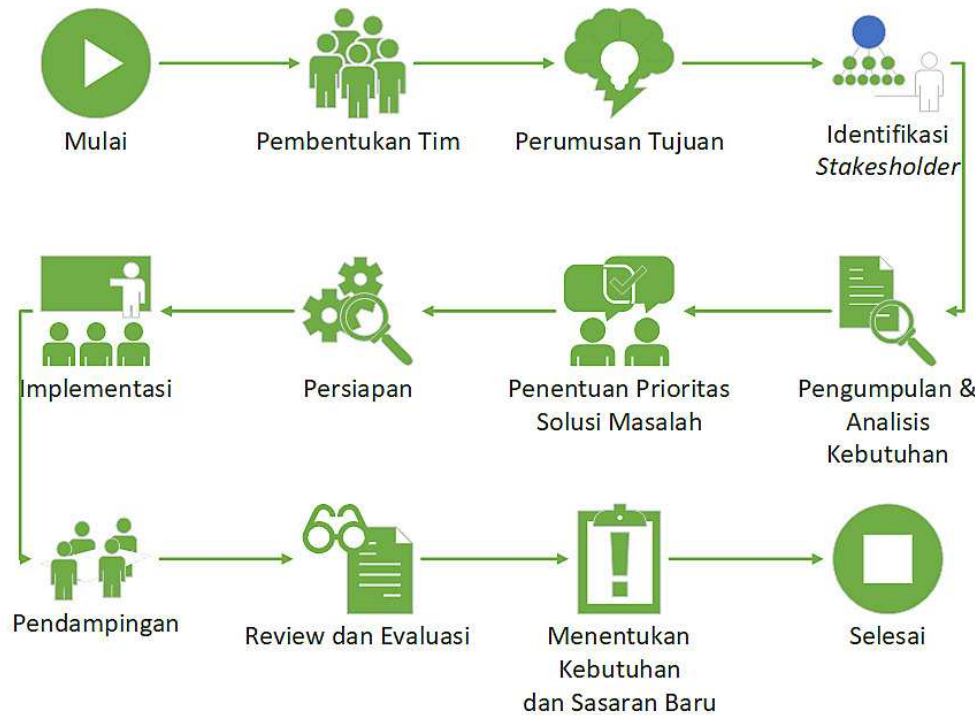 Mulai
Pembentukan Tim
Perumusan Tujuan
Identifikasi
Stakesholder
Implementasi
Persiapan
Penentuan Prioritas
Solusi Masalah
Pengumpulan &
Analisis
Kebutuhan
Pendampingan
Review dan Evaluasi
Menentukan
Kebutuhan
dan Sasaran Baru
Selesai